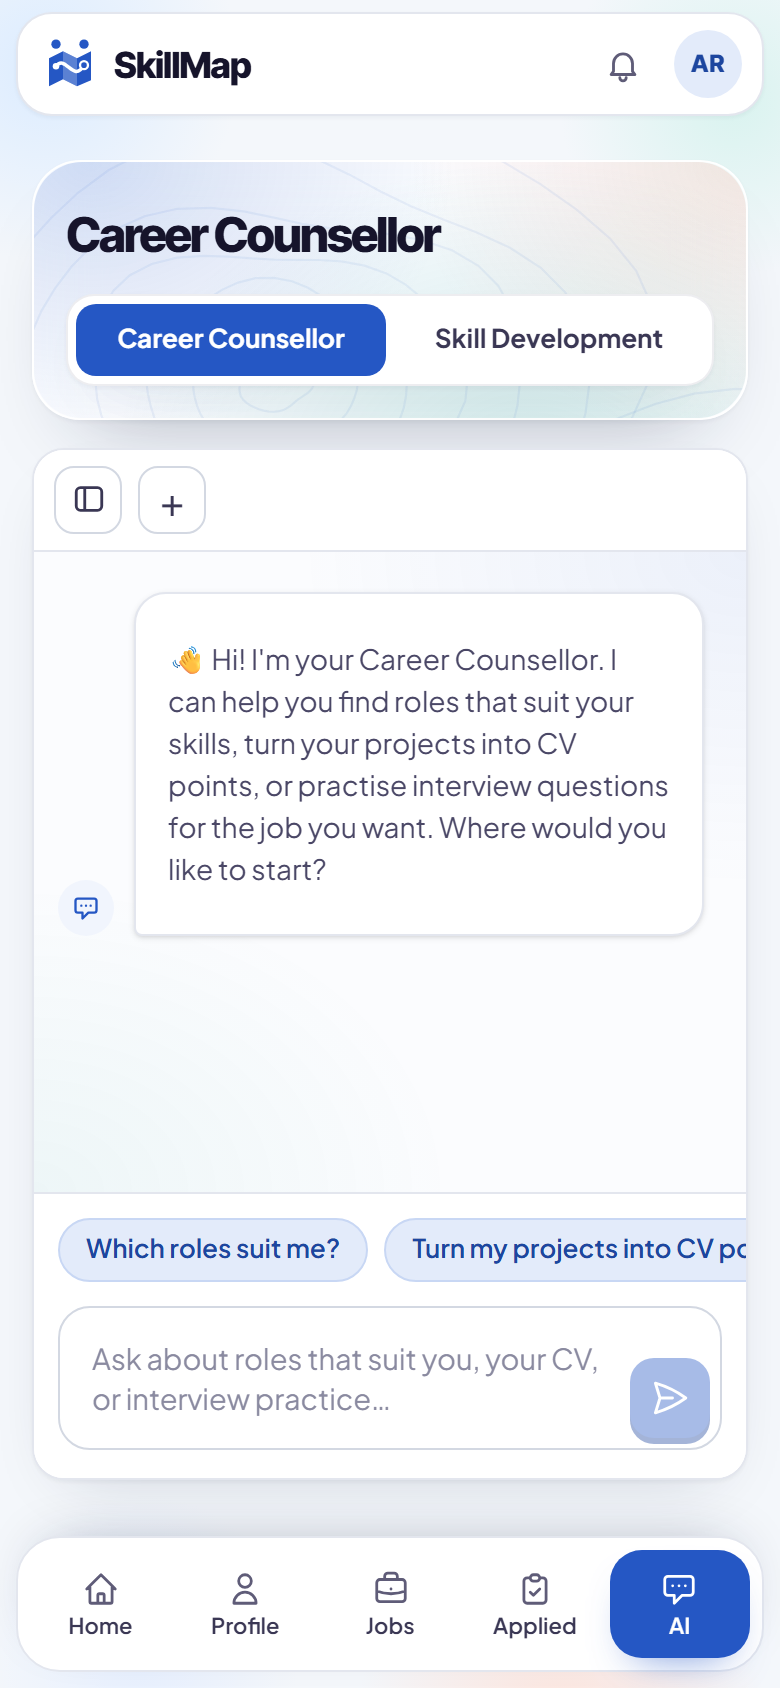 SkillMap
AR
Career Counsellor
Career Counsellor
Skill Development
👋 Hi! I'm your Career Counsellor. I
can help you find roles that suit your
skills, turn your projects into CV
points, or practise interview questions
for the job you want. Where would you
like to start?
Which roles suit me?
Turn my projects into CV po
Ask about roles that suit you, your CV,
or interview practice...
Home
Profile
Jobs
Applied
AI